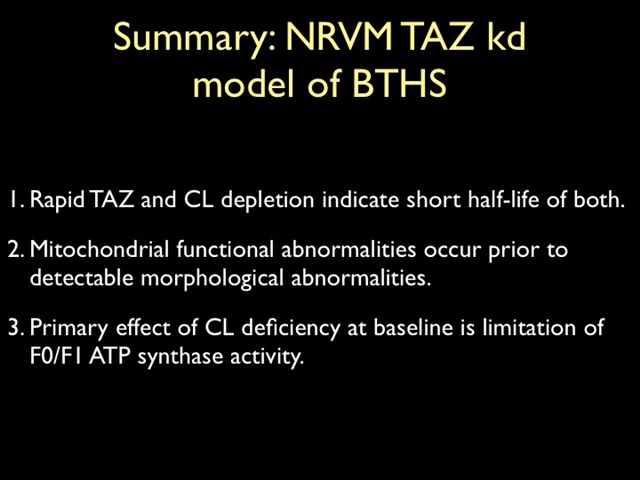 Summary: NRVM TAZ kd
model of BTHS
1. Rapid TAZ and CL depletion indicate short half-life of both.
2. Mitochondrial functional abnormalities occur prior to
detectable morphological abnormalities.
3. Primary effect of CL deficiency at baseline is limitation of
F0/F1 ATP synthase activity.